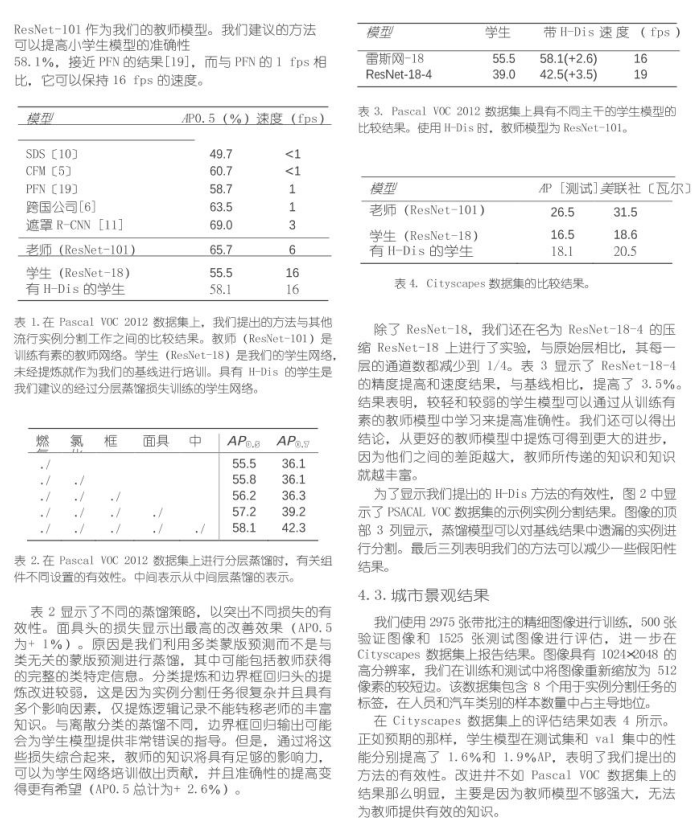 ResNet-101 作为我们的教师模型。我们建议的方法
可以提高小学生模型的准确性
58.1%，接近 PFN 的结果[19]，而与 PFN 的 1 fps 相
比，它可以保持 16 fps 的速度。
模型 AP0.5（%）速度（fps）
SDS〔10〕 49.7 <1
CFM〔5〕 60.7 <1
PFN〔19〕 58.7 1
跨国公司[6] 63.5 1
遮罩 R-CNN［11］ 69.0 3
老师（ResNet-101） 65.7 6
学生（ResNet-18） 55.5 16
有 H-Dis 的学生 58.1 16
表 1.在 Pascal VOC 2012 数据集上，我们提出的方法与其他
流行实例分割工作之间的比较结果。教师（ResNet-101）是
训练有素的教师网络。学生（ResNet-18）是我们的学生网络，
未经提炼就作为我们的基线进行培训。具有 H-Dis 的学生是
我们建议的经过分层蒸馏损失训练的学生网络。
燃 氯 框 面具 中 AP AP
./ 55.5 36.1
./ ./ 55.8 36.1
./ ./ ./ 56.2 36.3
./ ./ ./ ./ 57.2 39.2
./ ./ ./ ./ ./ 58.1 42.3
表 2.在 Pascal VOC 2012 数据集上进行分层蒸馏时，有关组
件不同设置的有效性。中间表示从中间层蒸馏的表示。
表 2 显示了不同的蒸馏策略，以突出不同损失的有
效性。面具头的损失显示出最高的改善效果（AP0.5
为+ 1%）。原因是我们利用多类蒙版预测而不是与
类无关的蒙版预测进行蒸馏，其中可能包括教师获得
的完整的类特定信息。分类提炼和边界框回归头的提
炼改进较弱，这是因为实例分割任务很复杂并且具有
多个影响因素，仅提炼逻辑记录不能转移老师的丰富
知识。与离散分类的蒸馏不同，边界框回归输出可能
会为学生模型提供非常错误的指导。但是，通过将这
些损失综合起来，教师的知识将具有足够的影响力，
可以为学生网络培训做出贡献，并且准确性的提高变
得更有希望（AP0.5 总计为+ 2.6%）。
模型 学生 带 H-Dis 速度（fps）
雷斯网-18 55.5 58.1(+2.6) 16
ResNet-18-4 39.0 42.5(+3.5) 19
表 3. Pascal VOC 2012 数据集上具有不同主干的学生模型的
比较结果。使用 H-Dis 时，教师模型为 ResNet-101。
模型 AP［测试］美联社〔瓦尔〕
老师（ResNet-101） 26.5 31.5
学生（ResNet-18） 16.5 18.6
有 H-Dis 的学生 18.1 20.5
表 4. Cityscapes 数据集的比较结果。
除了 ResNet-18，我们还在名为 ResNet-18-4 的压
缩 ResNet-18 上进行了实验，与原始层相比，其每一
层的通道数都减少到 1/4。表 3 显示了 ResNet-18-4
的精度提高和速度结果，与基线相比，提高了 3.5%。
结果表明，较轻和较弱的学生模型可以通过从训练有
素的教师模型中学习来提高准确性。我们还可以得出
结论，从更好的教师模型中提炼可得到更大的进步，
因为他们之间的差距越大，教师所传递的知识和知识
就越丰富。
为了显示我们提出的 H-Dis 方法的有效性，图 2 中显
示了 PSACAL VOC 数据集的示例实例分割结果。图像的顶
部 3 列显示，蒸馏模型可以对基线结果中遗漏的实例进
行分割。最后三列表明我们的方法可以减少一些假阳性
结果。
4.3.城市景观结果
我们使用 2975 张带批注的精细图像进行训练，500 张
验证图像和 1525 张测试图像进行评估，进一步在
Cityscapes 数据集上报告结果。图像具有 1024×2048 的
高分辨率，我们在训练和测试中将图像重新缩放为 512
像素的较短边。该数据集包含 8 个用于实例分割任务的
标签，在人员和汽车类别的样本数量中占主导地位。
在 Cityscapes 数据集上的评估结果如表 4 所示。
正如预期的那样，学生模型在测试集和 val 集中的性
能分别提高了 1.6%和 1.9%AP，表明了我们提出的
方法的有效性。改进并不如 Pascal VOC 数据集上的
结果那么明显，主要是因为教师模型不够强大，无法
为教师提供有效的知识。